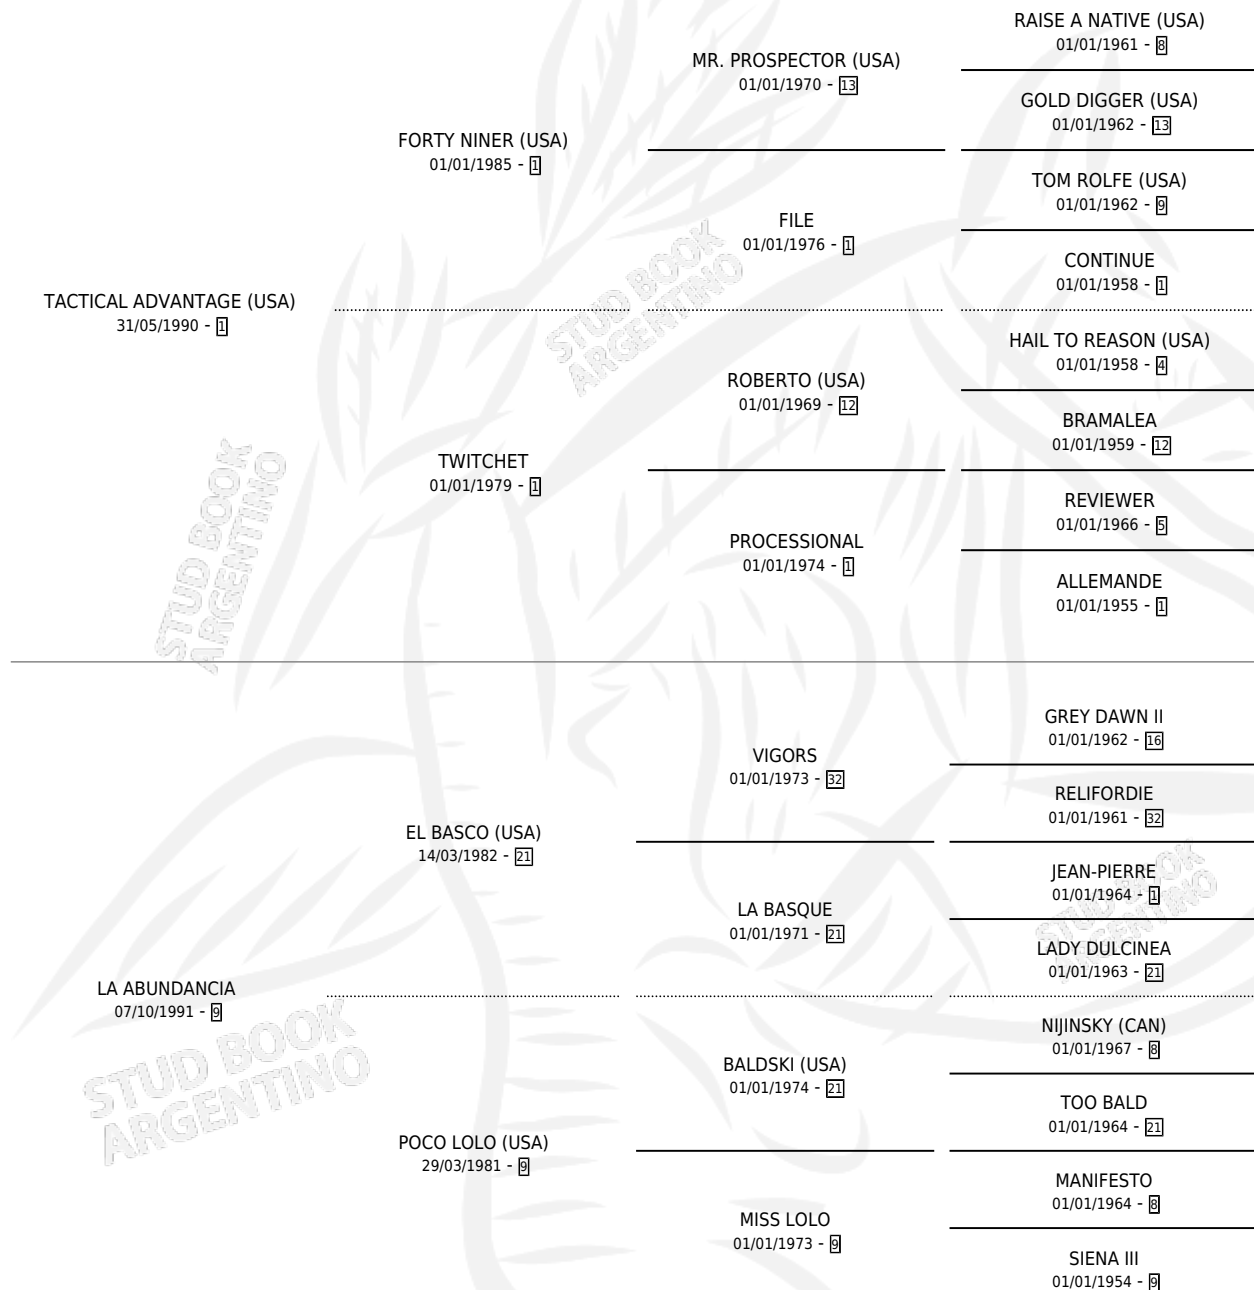 RAISE A NATIVE (USA)
01/01/1961 - 8
MR. PROSPECTOR (USA)
01/01/1970 - 13
GOLD DIGGER (USA)
01/01/1962 - 13
FORTY NINER (USA)
01/01/1985 - 1
TOM ROLFE (USA)
01/01/1962 - 9
FILE
01/01/1976 - 1
CONTINUE
01/01/1958 - 1
TACTICAL ADVANTAGE (USA)
31/05/1990 - 1
HAIL TO REASON (USA)
01/01/1958 - 4
ROBERTO (USA)
01/01/1969 - 12
BRAMALEA
01/01/1959 - 12
TWITCHET
01/01/1979 - 1
REVIEWER
01/01/1966 - 5
PROCESSIONAL
01/01/1974 - 1
ALLEMANDE
01/01/1955 - 1
GREY DAWN II
01/01/1962 - 16
VIGORS
01/01/1973 - 32
RELIFORDIE
01/01/1961 - 32
EL BASCO (USA)
14/03/1982 - 21
JEAN-PIERRE
01/01/1964 - 1
LA BASQUE
01/01/1971 - 21
LADY DULCINEA
01/01/1963 - 21
LA ABUNDANCIA
07/10/1991 - 9
NIJINSKY (CAN)
01/01/1967 - 8
BALDSKI (USA)
01/01/1974 - 21
TOO BALD
01/01/1964 - 21
POCO LOLO (USA)
29/03/1981 - 9
MANIFESTO
01/01/1964 - 8
MISS LOLO
01/01/1973 - 9
SIENA III
01/01/1954 - 9
STUD BOOK
ARGENTINO
STUD BOOK
ARGENTINO
STUD BOOK
ARGENTINO
STUD BOOK
ARGENTINO